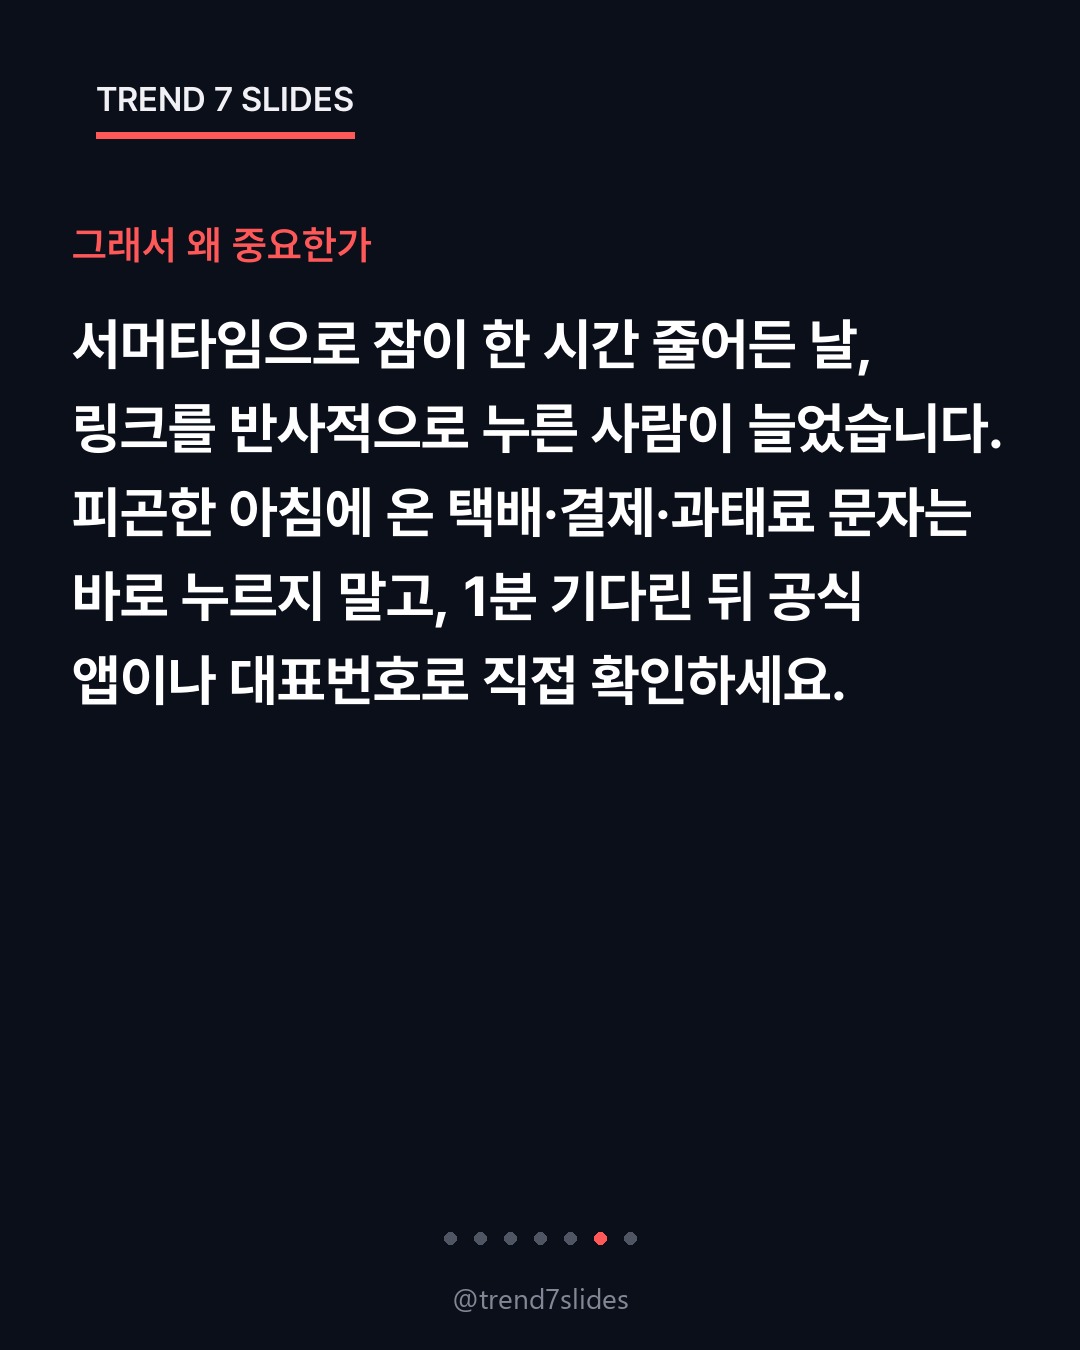 TREND 7 SLIDES
그래서 왜 중요한가
서머타임으로 잠이 한 시간 줄어든 날,
링크를 반사적으로 누른 사람이 늘었습니다.
피곤한 아침에 온 택배·결제·과태료 문자는
바로 누르지 말고, 1분 기다린 뒤 공식
앱이나 대표번호로 직접 확인하세요.
@trend7slides